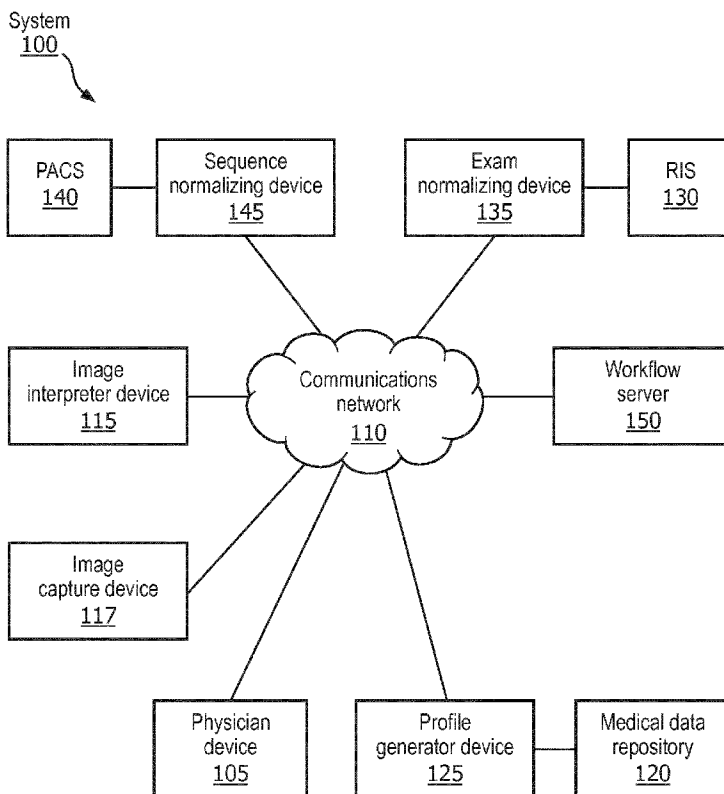 System
100
PACS
140
Sequence
normalizing device
145
Exam
normalizing device
135
RIS
130
Image
interpreter device
115
Communications
network
110
Workflow
server
150
Image
capture device
117
Physician
device
105
Profile
generator device
125
Medical data
repository
120